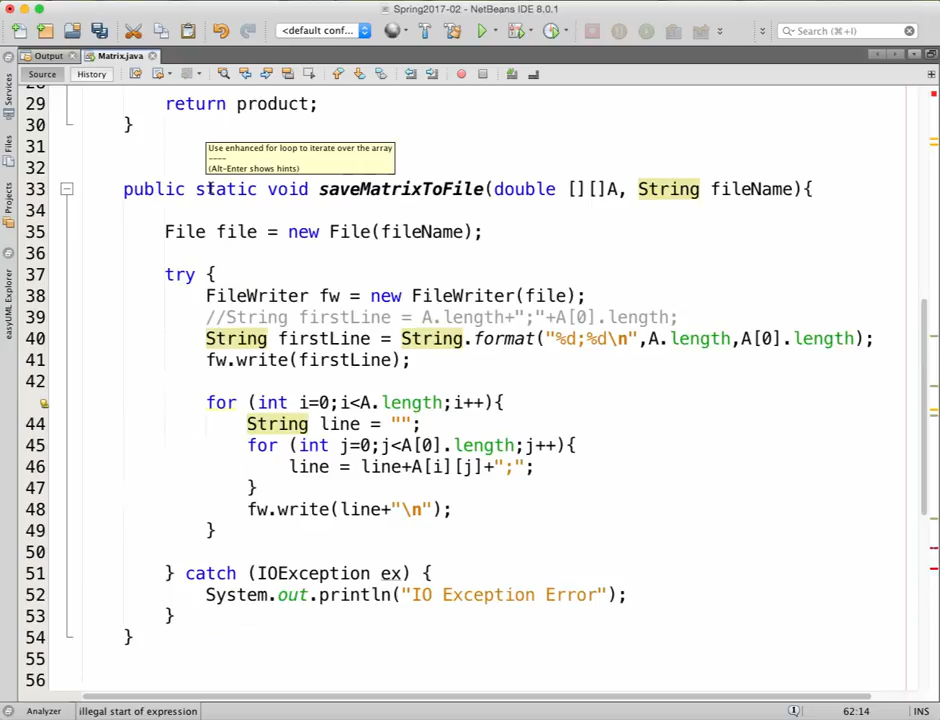 Spring2017-02 - NetBeans IDE 8.0.1
<default conf...
Search (⌘+I)
Output
Matrix.java
Source
History
Services
Files
Projects
easyUML Explorer
29 return product;
30 }
31
Use enhanced for loop to iterate over the array
----
(Alt-Enter shows hints)
32
33 public static void saveMatrixToFile(double [][]A, String fileName){
34
35 File file = new File(fileName);
36
37 try {
38 FileWriter fw = new FileWriter(file);
39 //String firstLine = A.length+";"+A[0].length;
40 String firstLine = String.format("%d;%d\n",A.length,A[0].length);
41 fw.write(firstLine);
42
for (int i=0;i<A.length;i++){
44 String line = "";
45 for (int j=0;j<A[0].length;j++){
46 line = line+A[i][j]+";";
47 }
48 fw.write(line+"\n");
49 }
50
51 } catch (IOException ex) {
52 System.out.println("IO Exception Error");
53 }
54 }
55
56
Analyzer
illegal start of expression
62:14
INS